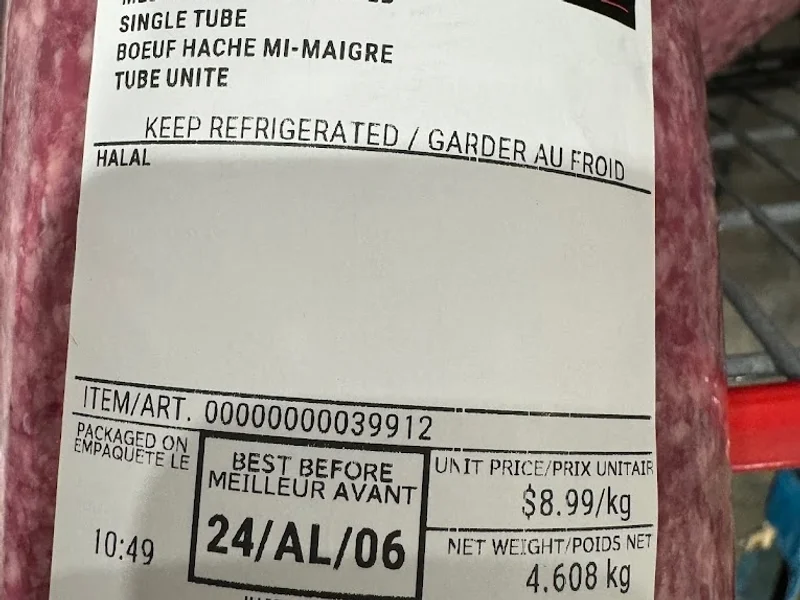 SINGLE TUBE
BOEUF HACHE MI-MAIGRE
TUBE UNITE
KEEP REFRIGERATED / GARDER AU FROID
HALAL
ITEM/ART. 00000000039912
PACKAGED ON
EMPAQUETE LE
10:49
BEST BEFORE
MEILLEUR AVANT
24/AL/06
UNIT PRICE/PRIX UNITAIR
$8.99/kg
NET WEIGHT/POIDS NET
4.608 kg